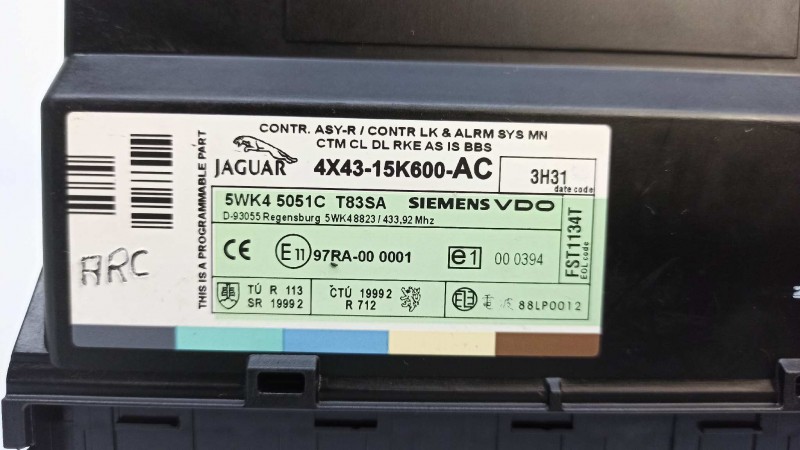 CONTR. ASY-R / CONTR LK & ALRM SYS MN
CTM CL DL RKE AS IS BBS
JAGUAR 4X43-15K600-AC
3H31
date code
THIS IS A PROGRAMMABLE PART
5WK4 5051C T83SA SIEMENS VDO
D-93055 Regensburg 5WK48823 / 433,92 Mhz
CE E11 97RA-00 0001 e1 00 0394
FST1134T
EOL code
TÚ R 113
SR 1999 2
ČTÚ 1999 2
R 712
88LP0012
ARC